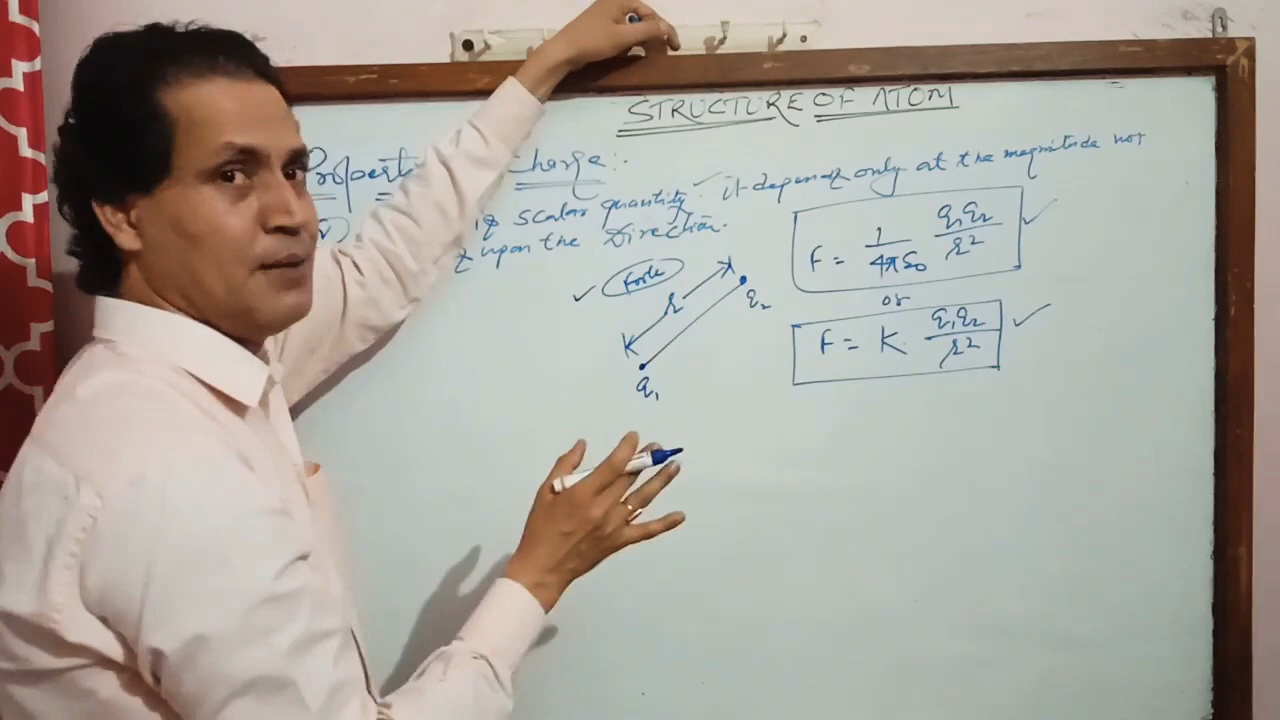 STRUCTURE OF ATOM
Charge:-
scalar quantity. it depends only at the magnitude nor
upon the Direction.
Force
r
q₂
q₁
F = 1/4πε₀ q₁q₂/r²
or
F = K q₁q₂/r²